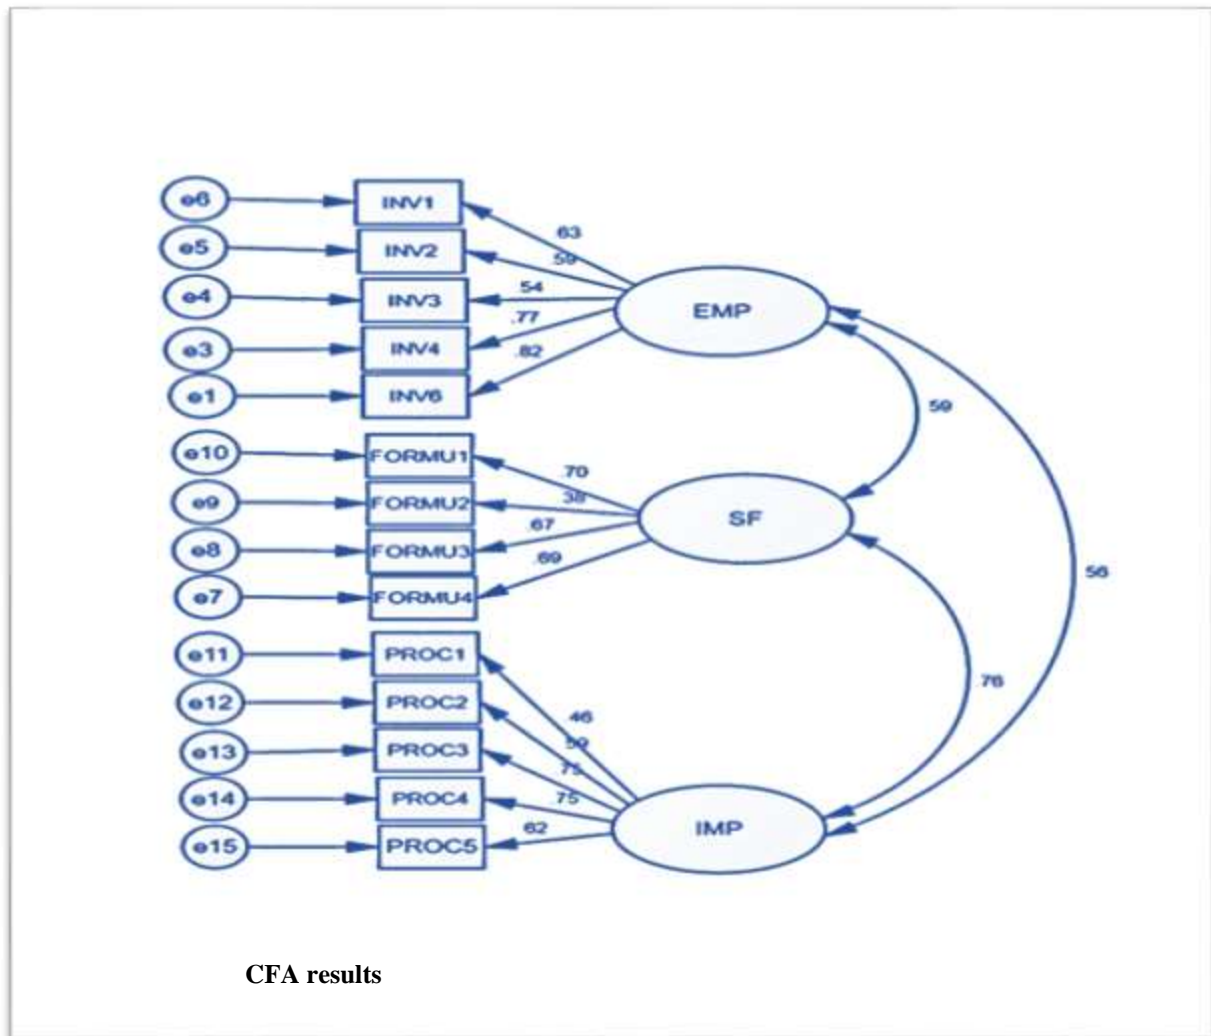 e6 INV1
63
e5 INV2
.59
e4 INV3
54
EMP
e3 INV4
.77
e1 INV6
.82
59
e10 FORMU1
.70
e9 FORMU2
38
SF
e8 FORMU3
.67
e7 FORMU4
.69
56
e11 PROC1
76
e12 PROC2
46
59
e13 PROC3
.75
e14 PROC4
.75
IMP
e15 PROC5
62
CFA results